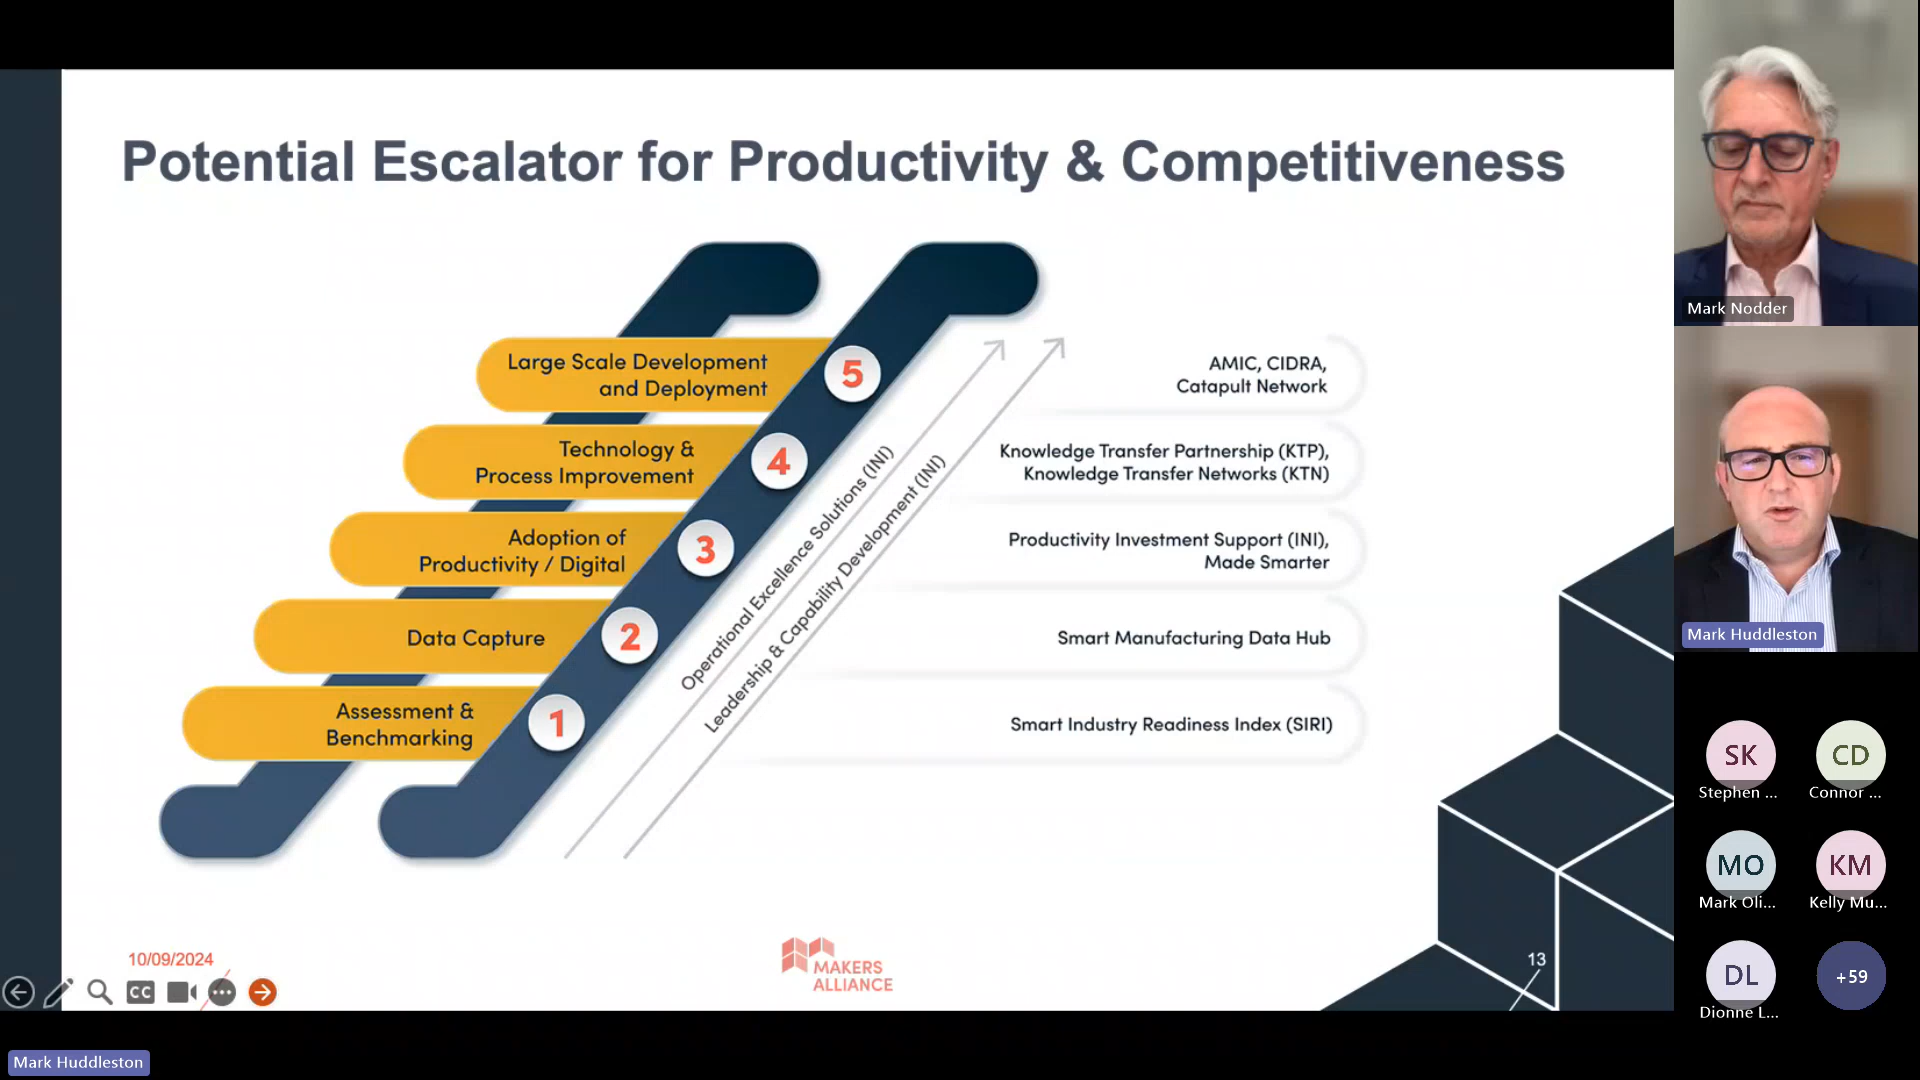 Potential Escalator for Productivity & Competitiveness
Large Scale Development
and Deployment
5
AMIC, CIDRA,
Catapult Network
Technology &
Process Improvement
4
Knowledge Transfer Partnership (KTP),
Knowledge Transfer Networks (KTN)
Adoption of
Productivity / Digital
3
Productivity Investment Support (INI),
Made Smarter
Data Capture
2
Smart Manufacturing Data Hub
Assessment &
Benchmarking
1
Smart Industry Readiness Index (SIRI)
Operational Excellence Solutions (INI)
Leadership & Capability Development (INI)
10/09/2024
MAKERS
ALLIANCE
13
CC
Mark Huddleston
Mark Nodder
Mark Huddleston
SK
Stephen ...
CD
Connor ...
MO
Mark Oli...
KM
Kelly Mu...
DL
Dionne L...
+59